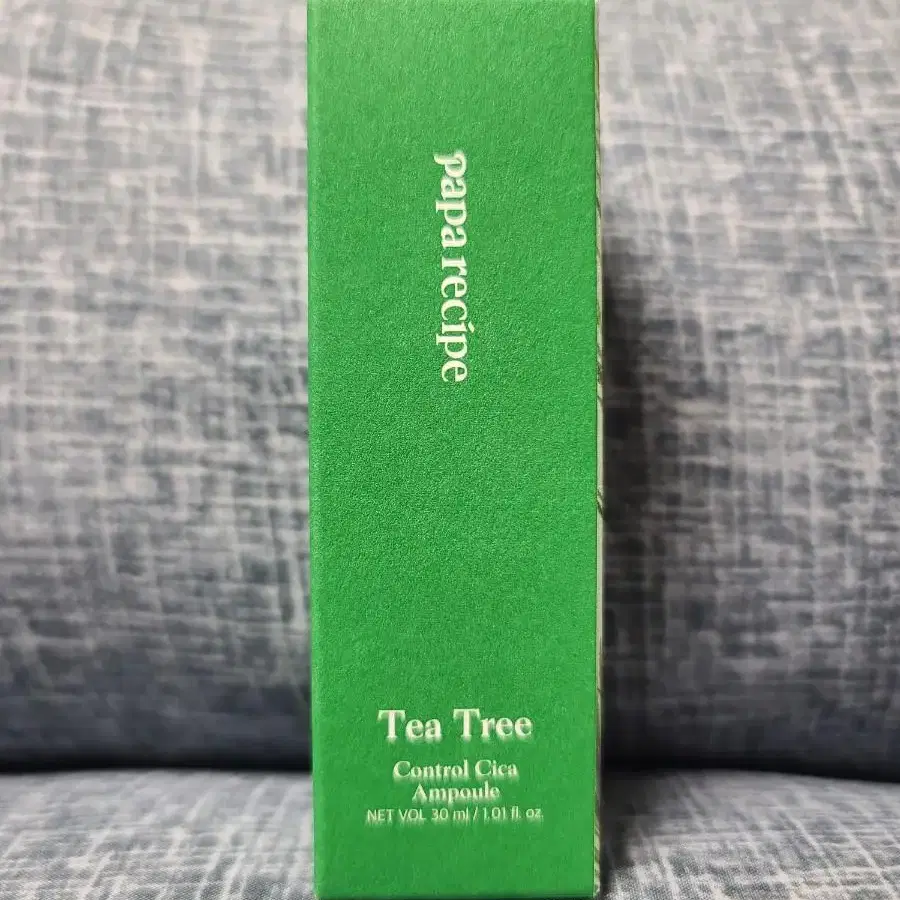 papa recipe
Tea Tree
Control Cica
Ampoule
NET VOL 30 ml / 1.01 fl. oz.